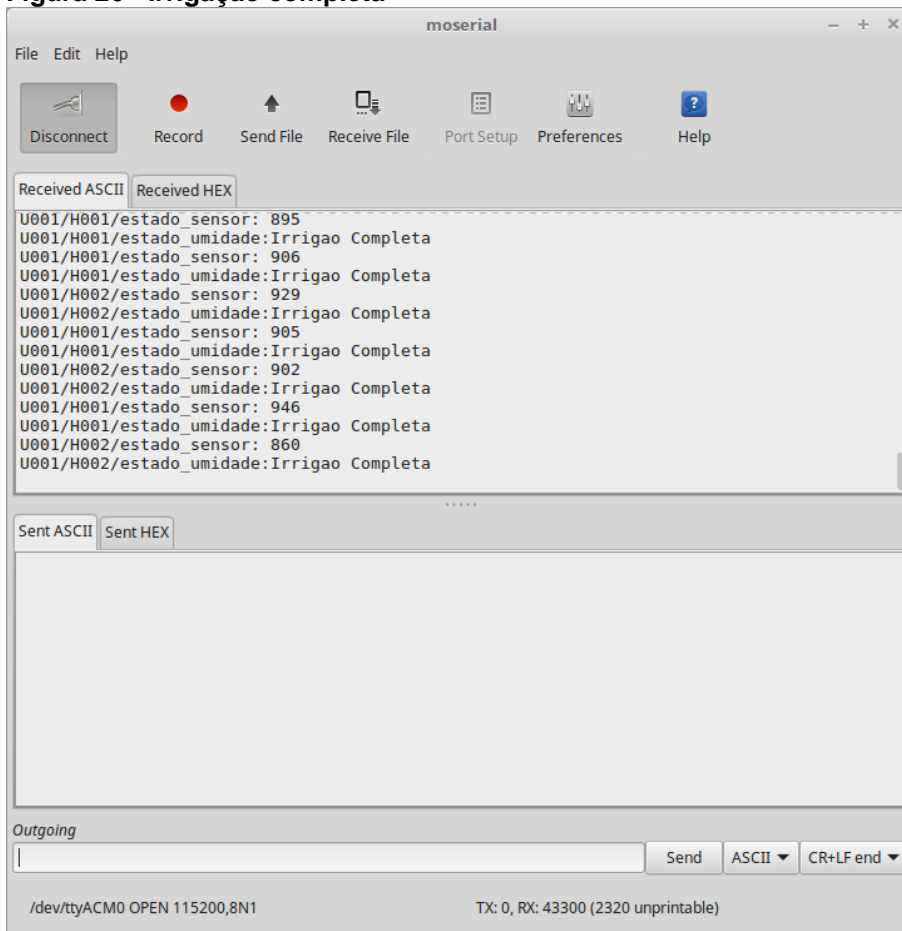 moserial
File Edit Help
Disconnect Record Send File Receive File Port Setup Preferences Help
Received ASCII Received HEX
U001/H001/estado_sensor: 895
U001/H001/estado_umidade:Irrigao Completa
U001/H001/estado_sensor: 906
U001/H001/estado_umidade:Irrigao Completa
U001/H002/estado_sensor: 929
U001/H002/estado_umidade:Irrigao Completa
U001/H001/estado_sensor: 905
U001/H001/estado_umidade:Irrigao Completa
U001/H002/estado_sensor: 902
U001/H002/estado_umidade:Irrigao Completa
U001/H001/estado_sensor: 946
U001/H001/estado_umidade:Irrigao Completa
U001/H002/estado_sensor: 860
U001/H002/estado_umidade:Irrigao Completa
Sent ASCII Sent HEX
Outgoing
Send ASCII CR+LF end
/dev/ttyACM0 OPEN 115200,8N1 TX: 0, RX: 43300 (2320 unprintable)